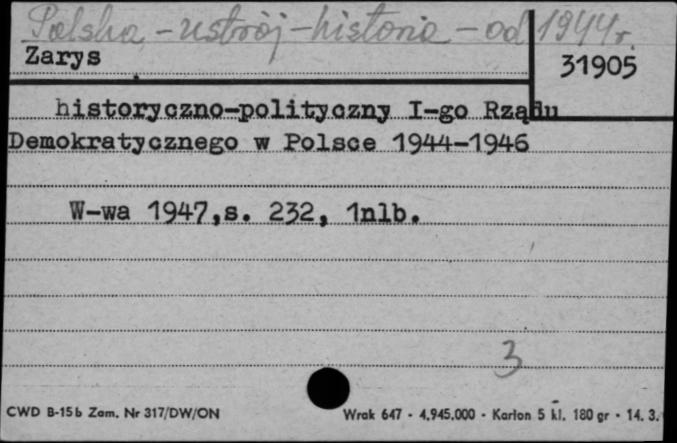 Polska - ustrój - historia - od 1944 r.
Zarys
31905
historyczno-polityczny I-go Rządu
Demokratycznego w Polsce 1944-1946
W-wa 1947,s. 232, 1nlb.
3
CWD B-15b Zam. Nr 317/DW/ON
Wrak 647 - 4.945.000 - Karton 5 kl. 180 gr - 14. 3.